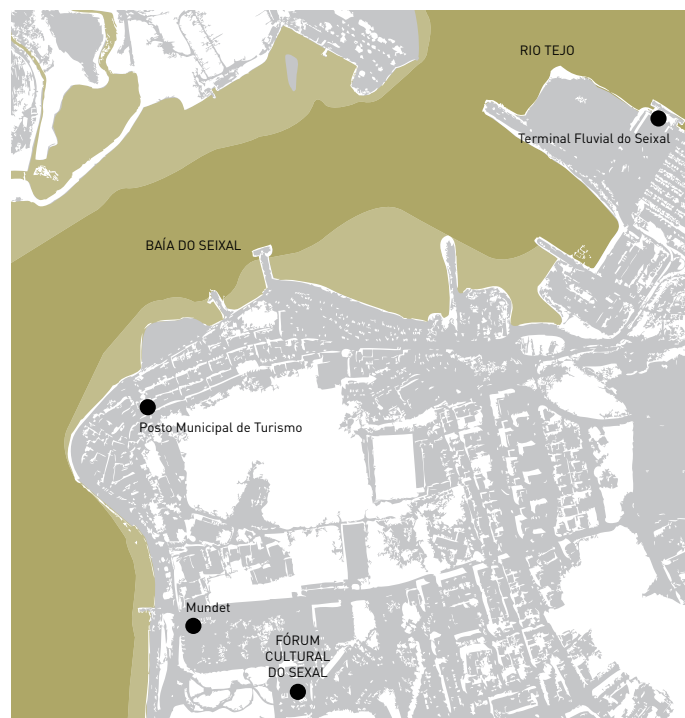 RIO TEJO
Terminal Fluvial do Seixal
BAÍA DO SEIXAL
Posto Municipal de Turismo
Mundet
FÓRUM
CULTURAL
DO SEXAL